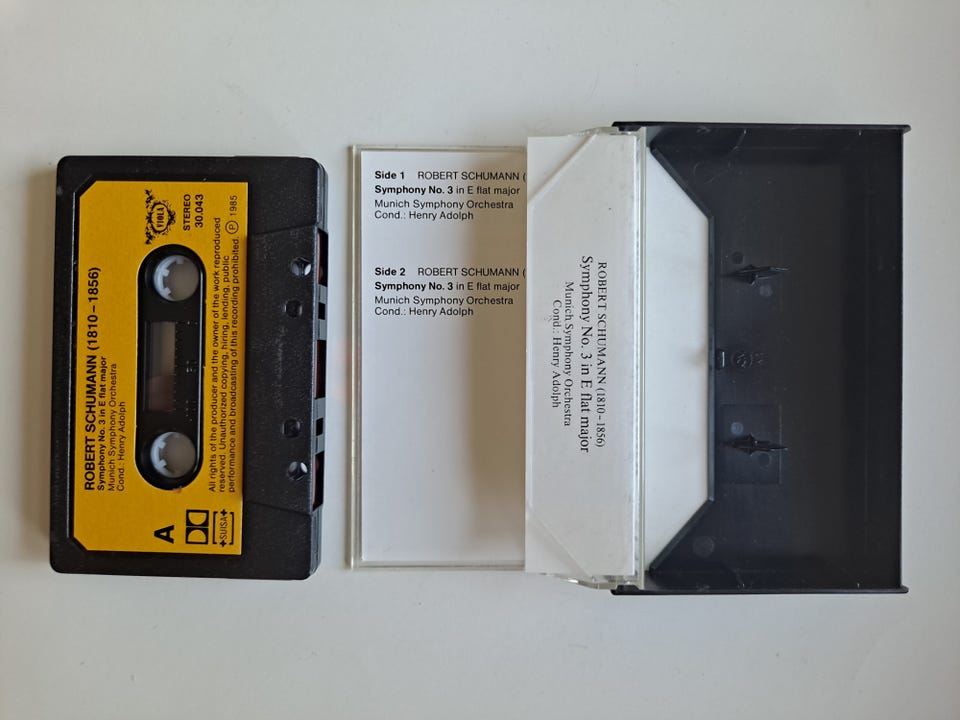 ROBERT SCHUMANN (1810–1856)
Symphony No. 3 in E flat major
Munich Symphony Orchestra
Cond.: Henry Adolph
VIOLA
STEREO
30.043
All rights of the producer and the owner of the work reproduced
reserved. Unauthorized copying, hiring, lending, public
performance and broadcasting of this recording prohibited. Ⓟ 1985
A
SUISA
Side 1 ROBERT SCHUMANN (
Symphony No. 3 in E flat major
Munich Symphony Orchestra
Cond.: Henry Adolph
Side 2 ROBERT SCHUMANN (
Symphony No. 3 in E flat major
Munich Symphony Orchestra
Cond.: Henry Adolph
ROBERT SCHUMANN (1810–1856)
Symphony No. 3 in E flat major
Munich Symphony Orchestra
Cond.: Henry Adolph